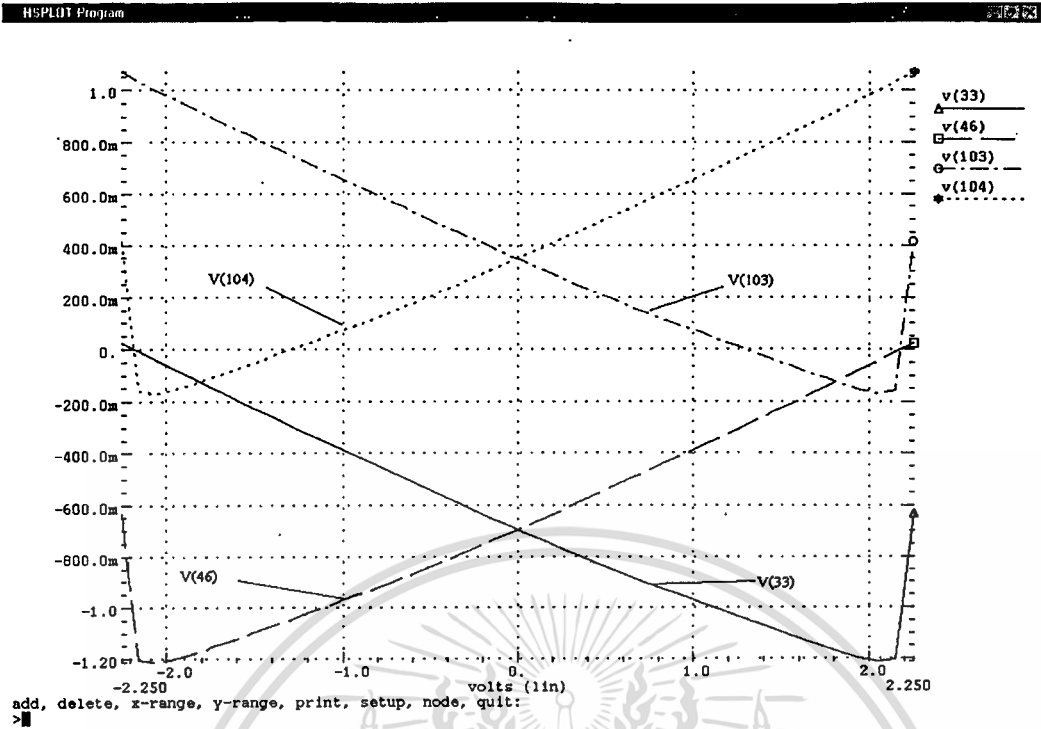 HSPLOT Program
1.0
800.0m
600.0m
400.0m
200.0m
0.
-200.0m
-400.0m
-600.0m
-800.0m
-1.0
-1.20
V(104)
V(103)
V(46)
V(33)
v(33)
v(46)
v(103)
v(104)
-2.0
-1.0
0.
1.0
2.0
-2.250
volts (lin)
2.250
add, delete, x-range, y-range, print, setup, node, quit:
>